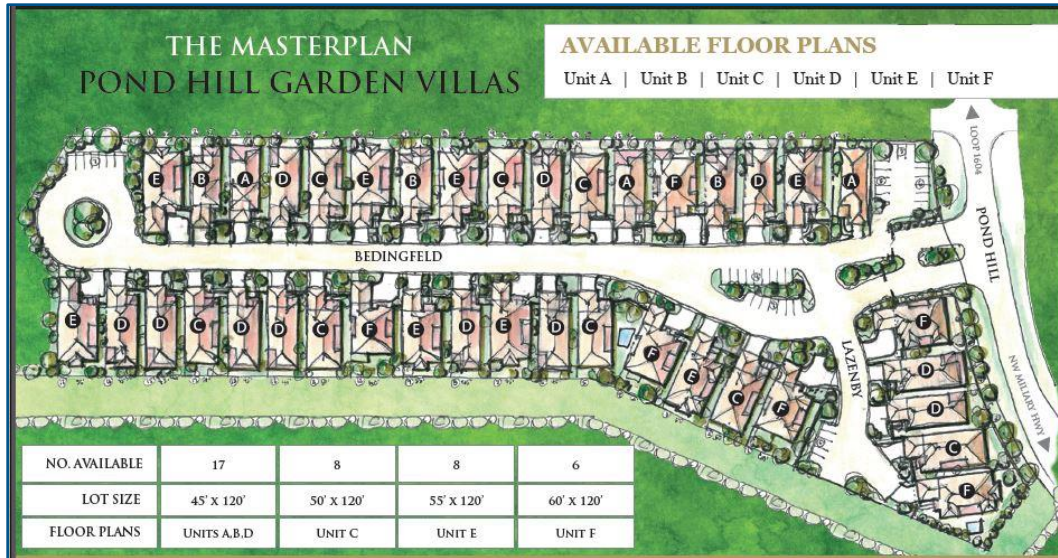 THE MASTERPLAN
POND HILL GARDEN VILLAS
AVAILABLE FLOOR PLANS
Unit A | Unit B | Unit C | Unit D | Unit E | Unit F
LOOP 1604
POND HILL
NW MILIARY HWY
E B A D C E B E C D C A F B D E A
BEDINGFELD
E D D C D D C F E D E D C
F E C F
LAZENBY
F
D
D
C
F
NO. AVAILABLE 17 8 8 6
LOT SIZE 45' X 120' 50' X 120' 55' X 120' 60' X 120'
FLOOR PLANS UNITS A,B,D UNIT C UNIT E UNIT F